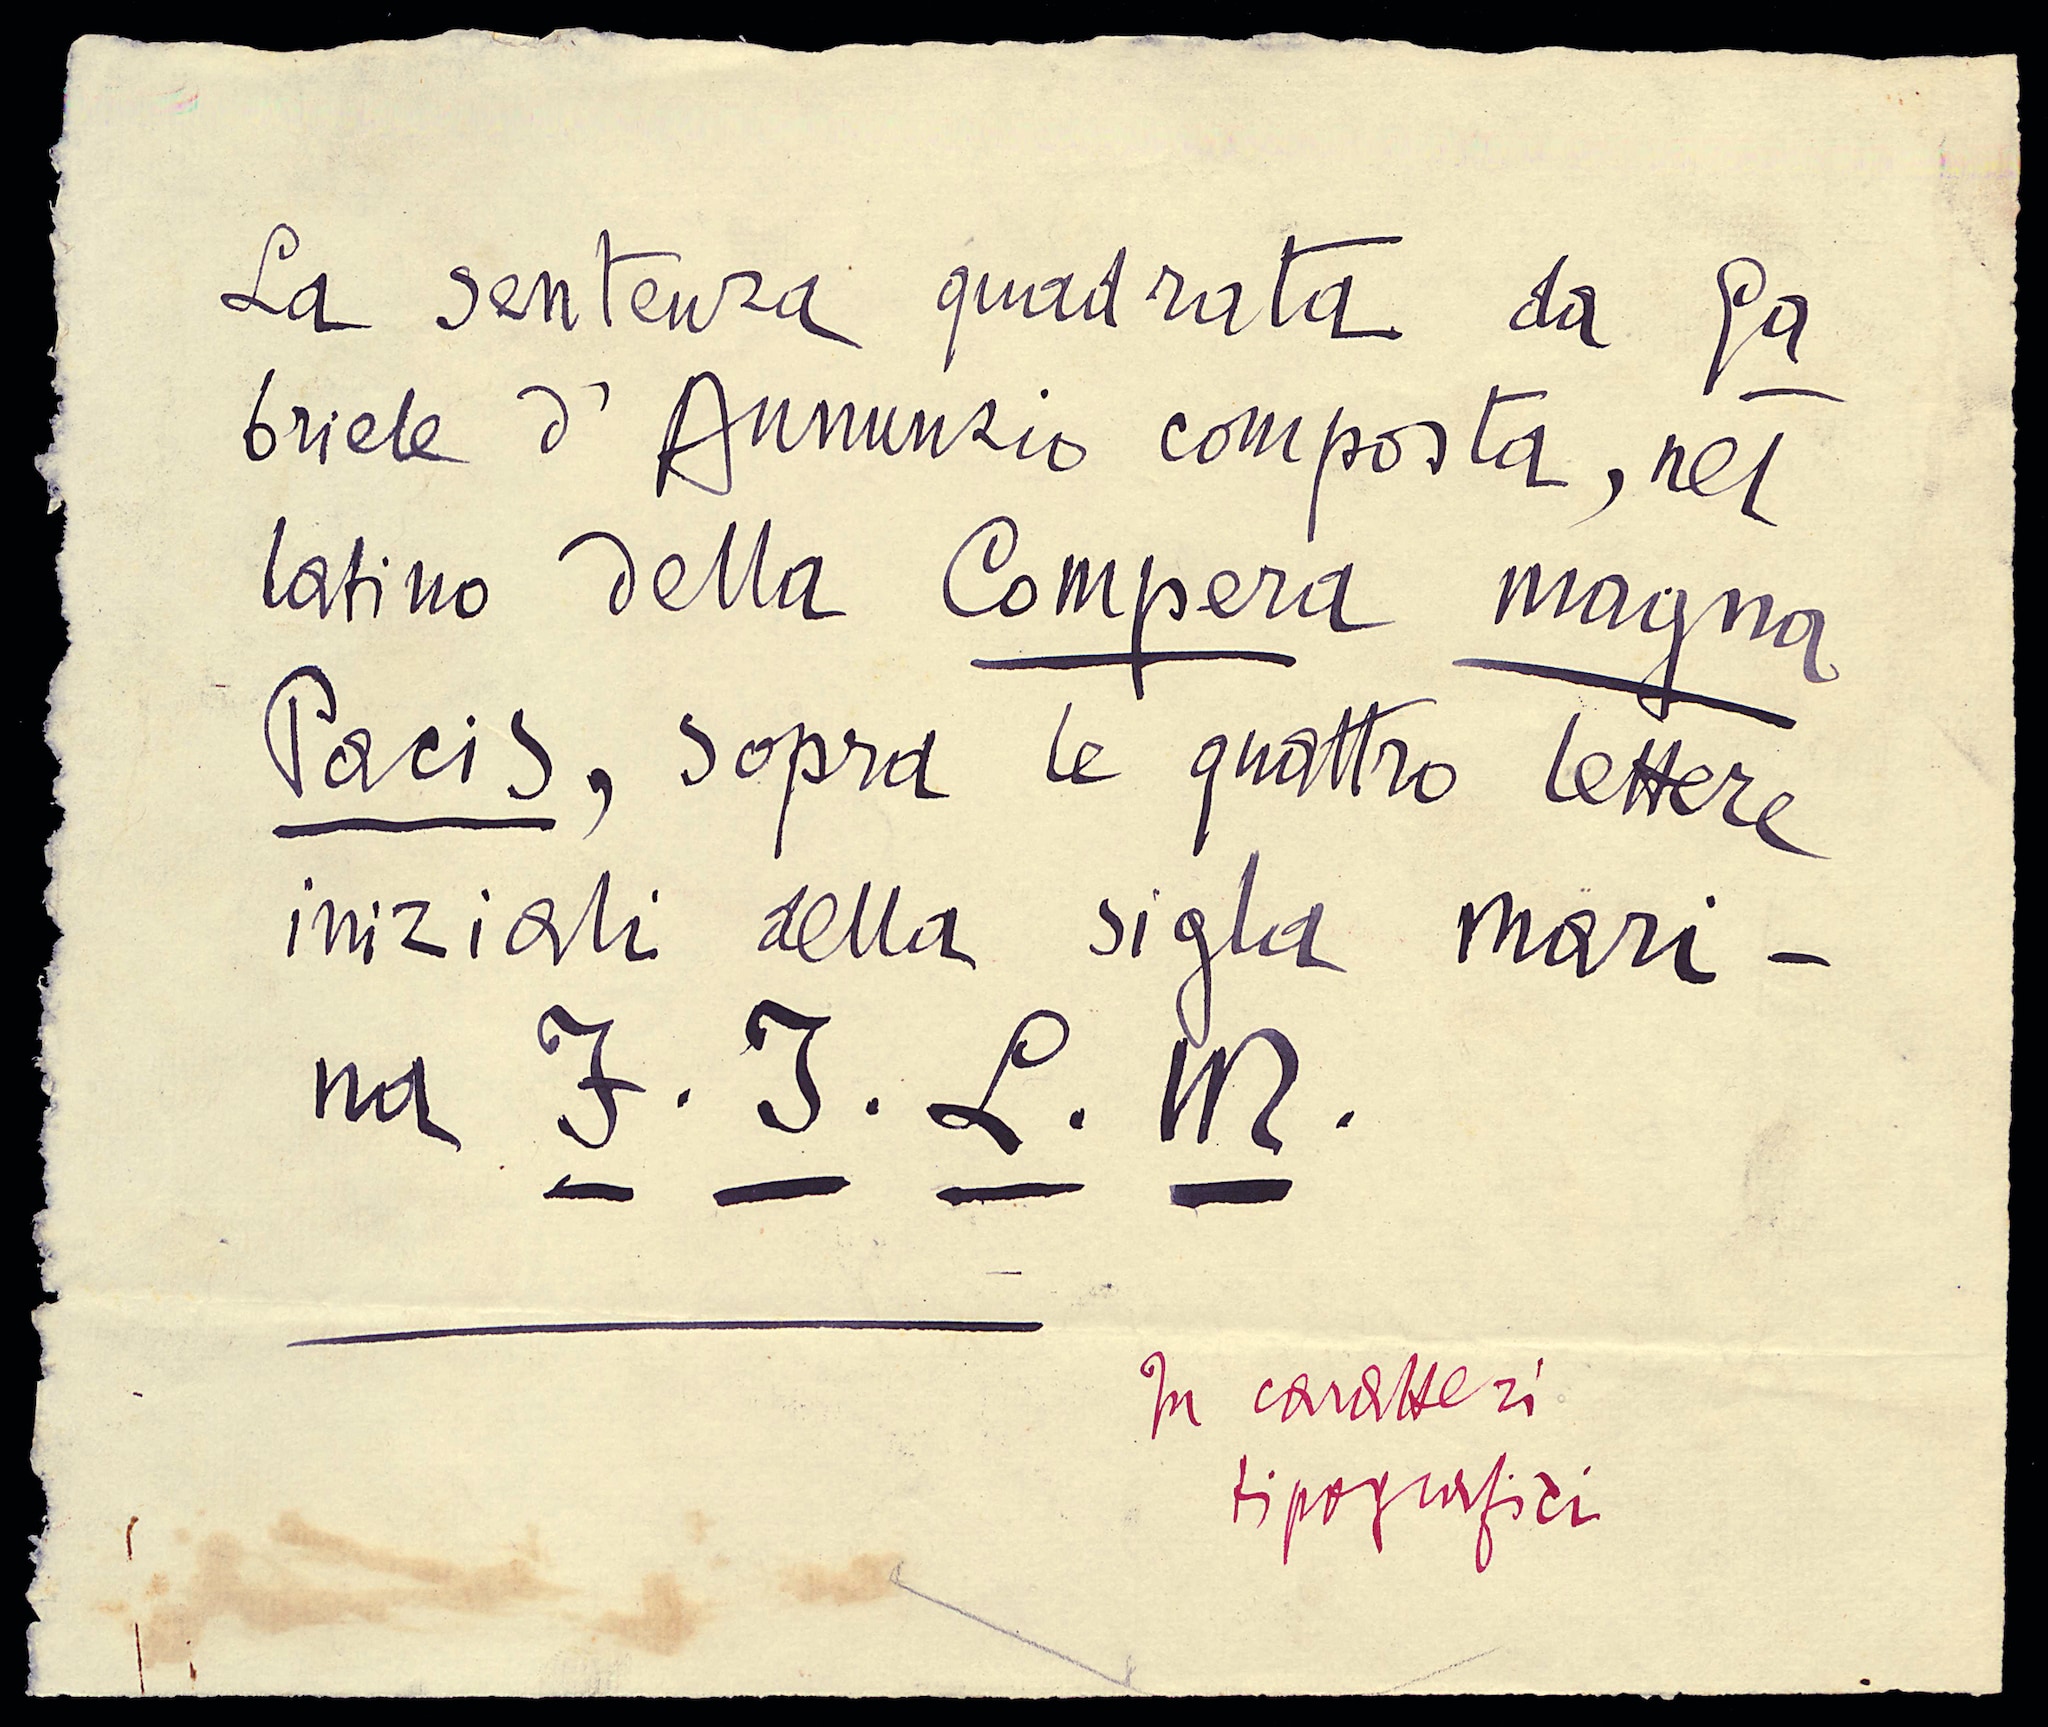 La sentenza quadrata da Ga
briele d'Annunzio composta, nel
latino della Compera magna
Pacis, sopra le quattro lettere
iniziali della sigla mari-
na F. I. L. M.
In caratteri
tipografici